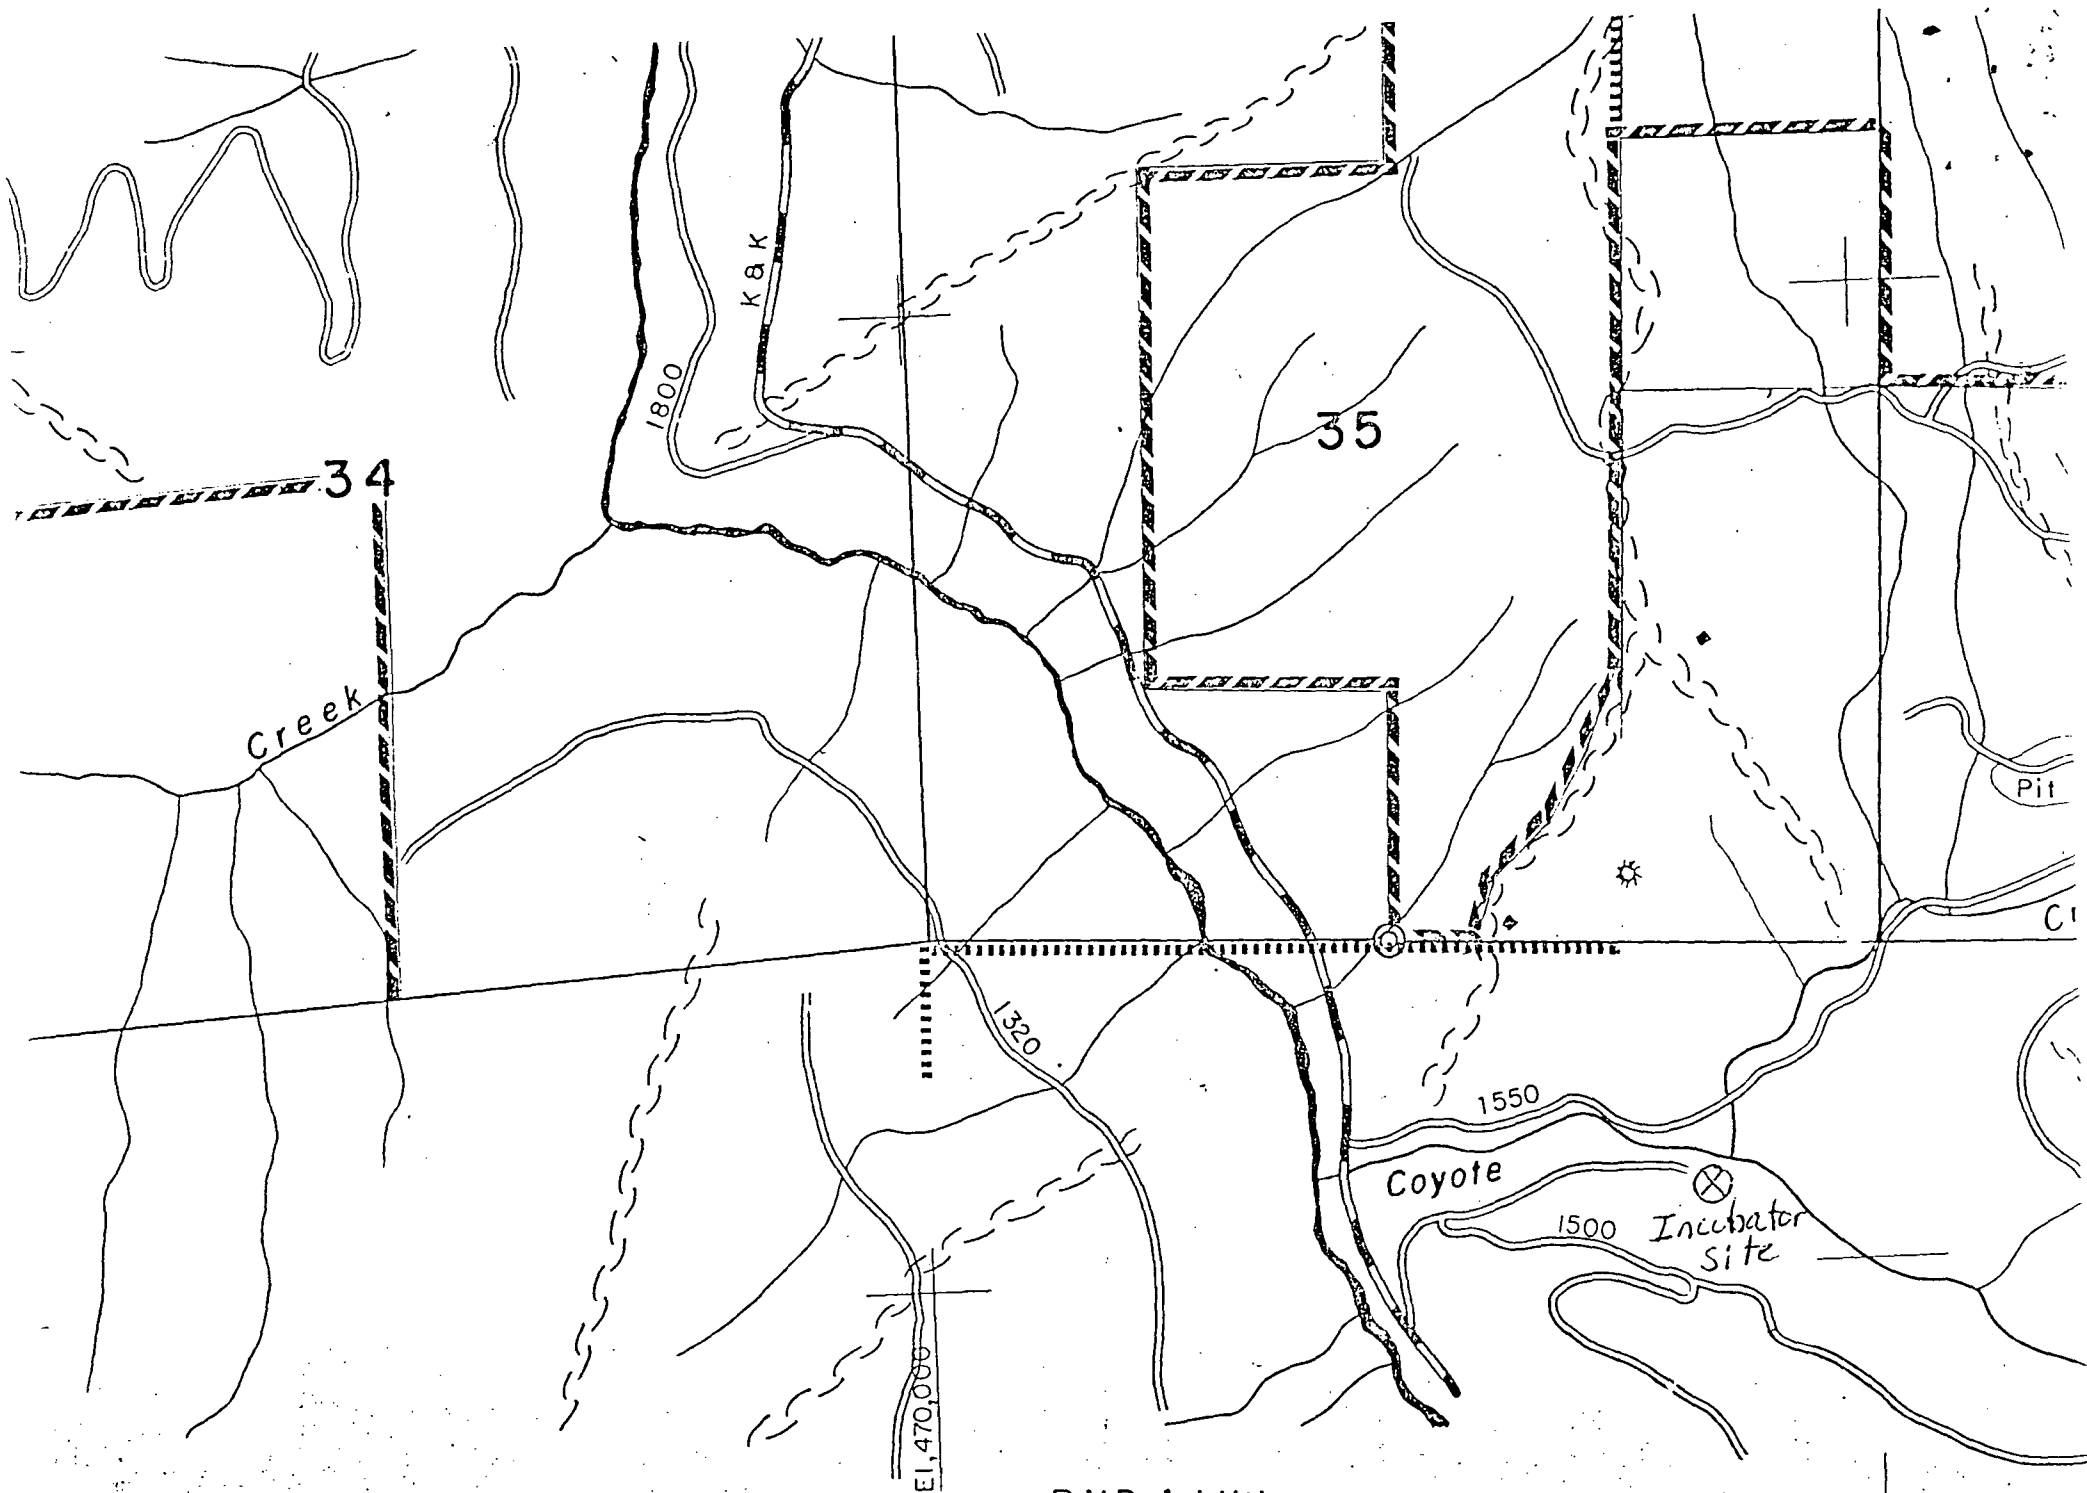 K & K
1800
35
34
Creek
Pit
1320
1550
Coyote
1500
Incubator
Site
E1,470,000